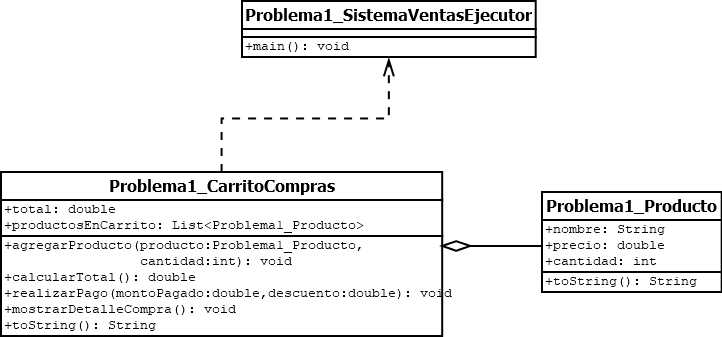 Problema1_SistemaVentasEjecutor
+main(): void
Problema1_CarritoCompras
+total: double
+productosEnCarrito: List<Problema1_Producto>
+agregarProducto(producto:Problema1_Producto,
cantidad:int): void
+calcularTotal(): double
+realizarPago(montoPagado:double,descuento:double): void
+mostrarDetalleCompra(): void
+toString(): String
Problema1_Producto
+nombre: String
+precio: double
+cantidad: int
+toString(): String